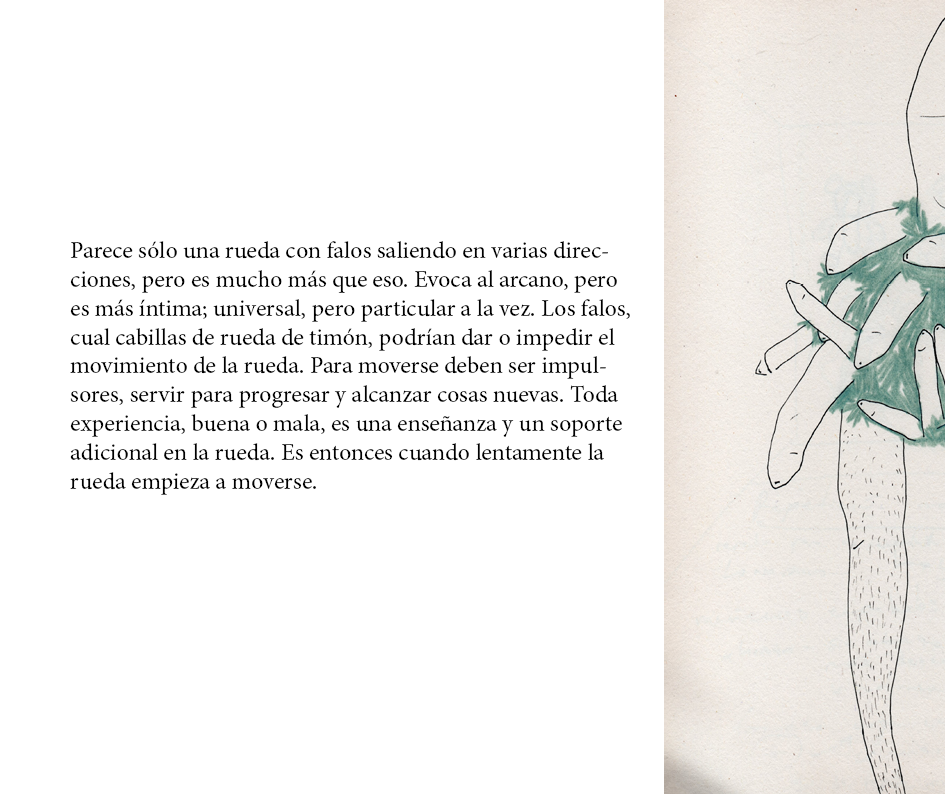 Parece sólo una rueda con falos saliendo en varias direc-
ciones, pero es mucho más que eso. Evoca al arcano, pero
es más íntima; universal, pero particular a la vez. Los falos,
cual cabillas de rueda de timón, podrían dar o impedir el
movimiento de la rueda. Para moverse deben ser impul-
sores, servir para progresar y alcanzar cosas nuevas. Toda
experiencia, buena o mala, es una enseñanza y un soporte
adicional en la rueda. Es entonces cuando lentamente la
rueda empieza a moverse.